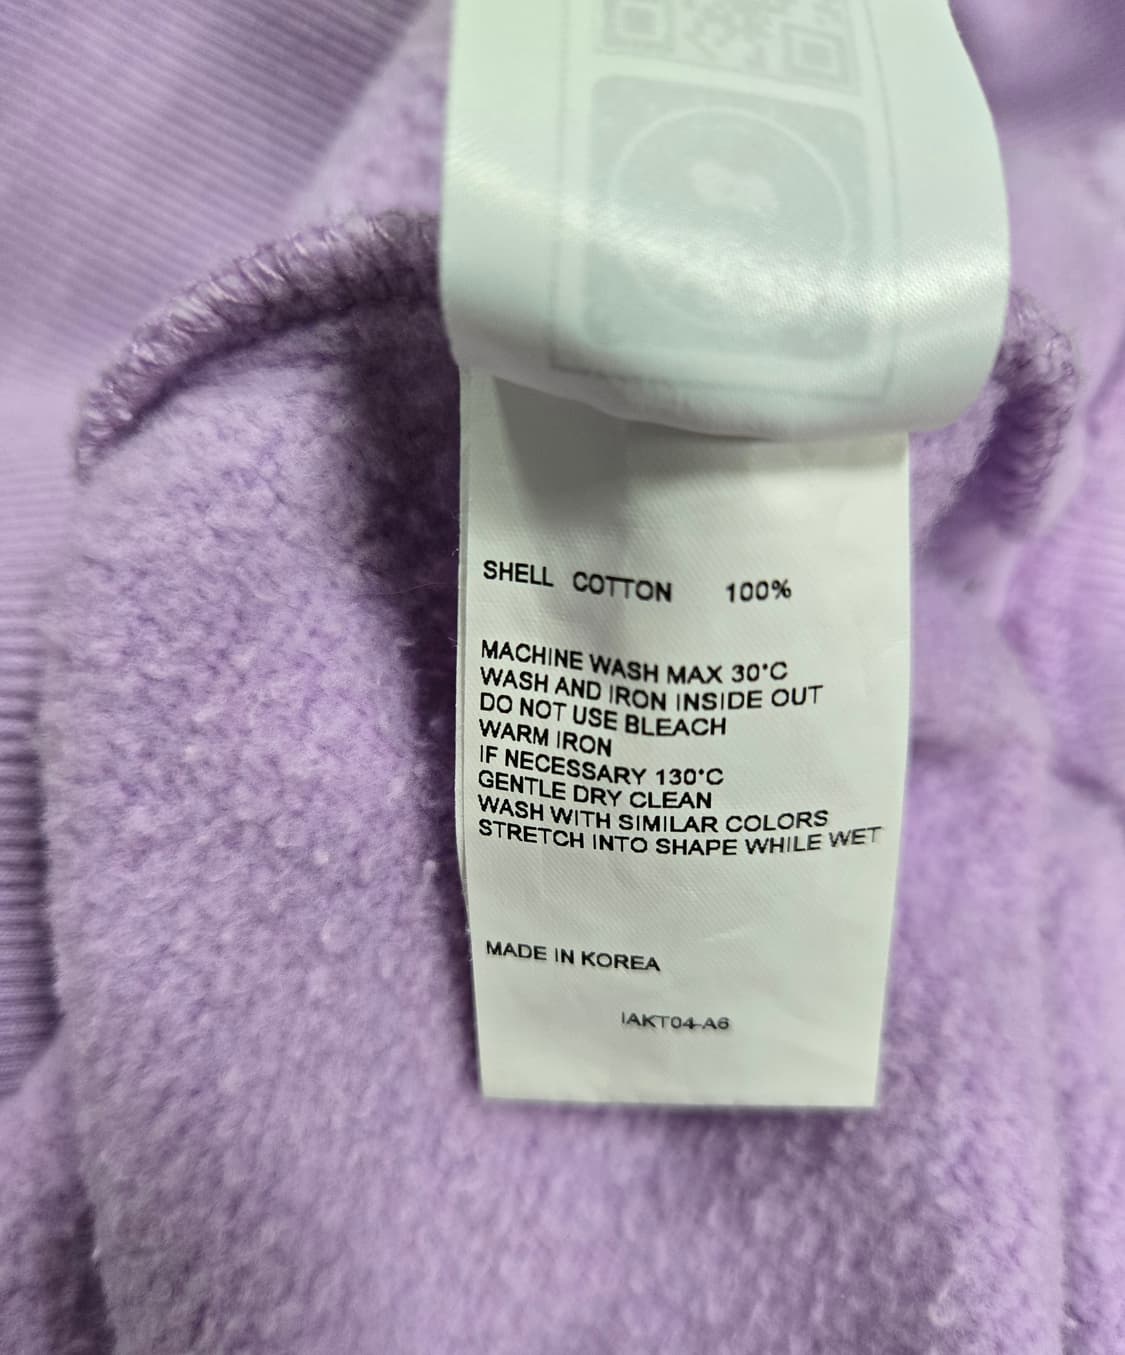 SHELL COTTON 100%
MACHINE WASH MAX 30°C
WASH AND IRON INSIDE OUT
DO NOT USE BLEACH
WARM IRON
IF NECESSARY 130°C
GENTLE DRY CLEAN
WASH WITH SIMILAR COLORS
STRETCH INTO SHAPE WHILE WET
MADE IN KOREA
IAKT04-A6